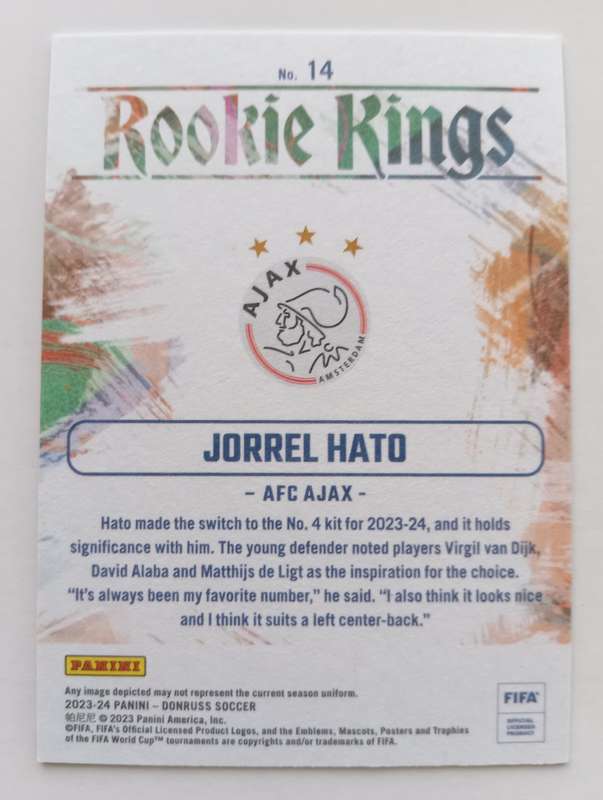 No. 14
Rookie Kings
AJAX
AMSTERDAM
JORREL HATO
- AFC AJAX -
Hato made the switch to the No. 4 kit for 2023-24, and it holds
significance with him. The young defender noted players Virgil van Dijk,
David Alaba and Matthijs de Ligt as the inspiration for the choice.
“It’s always been my favorite number,” he said. “I also think it looks nice
and I think it suits a left center-back.”
PANINI
Any image depicted may not represent the current season uniform.
2023-24 PANINI – DONRUSS SOCCER
帕尼尼 © 2023 Panini America, Inc.
©FIFA, FIFA's Official Licensed Product Logos, and the Emblems, Mascots, Posters and Trophies
of the FIFA World Cup™ tournaments are copyrights and/or trademarks of FIFA.
FIFA®
OFFICIAL
LICENSED
PRODUCT